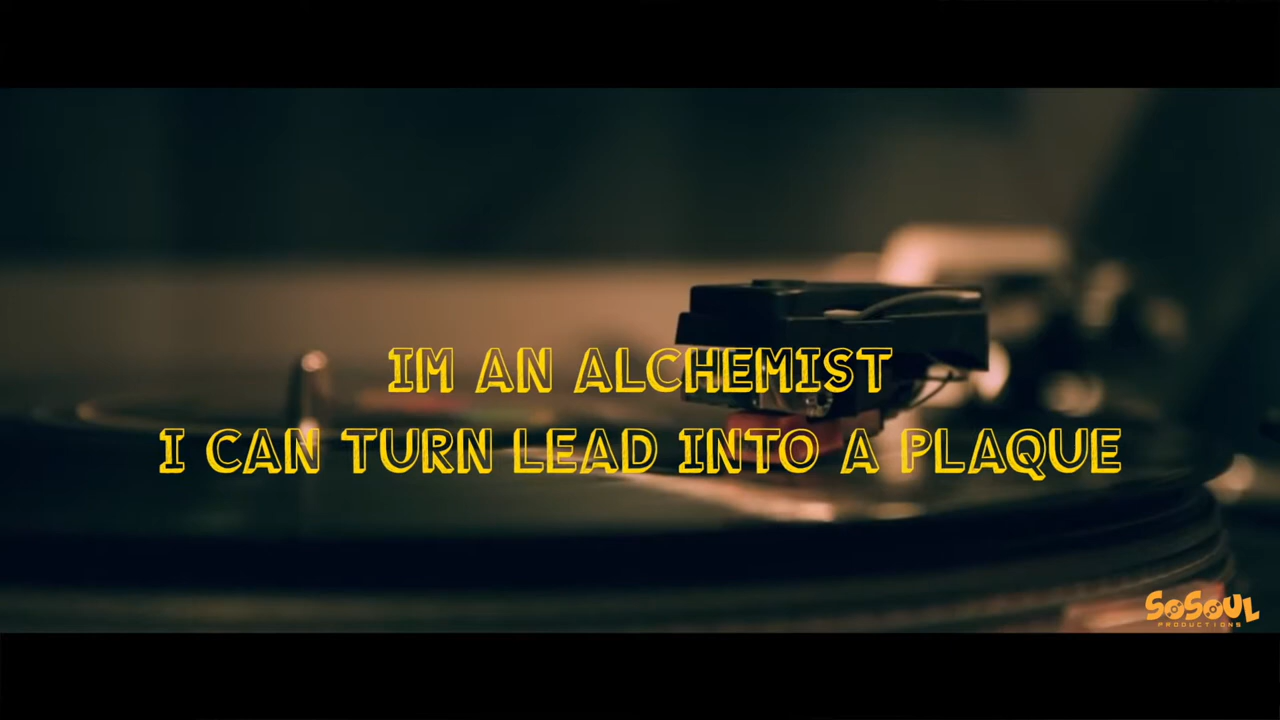 IM AN ALCHEMIST
I CAN TURN LEAD INTO A PLAQUE
SOSOUL
PRODUCTIONS